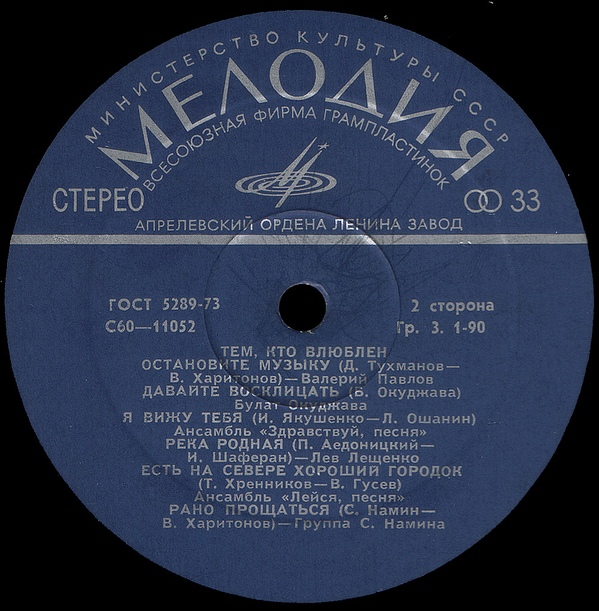 МИНИСТЕРСТВО КУЛЬТУРЫ СССР
МЕЛОДИЯ
ВСЕСОЮЗНАЯ ФИРМА ГРАМПЛАСТИНОК
СТЕРЕО
33
АПРЕЛЕВСКИЙ ОРДЕНА ЛЕНИНА ЗАВОД
ГОСТ 5289-73
2 сторона
С60—11052
Гр. 3. 1-90
ТЕМ, КТО ВЛЮБЛЕН
ОСТАНОВИТЕ МУЗЫКУ (Д. Тухманов—
В. Харитонов)—Валерий Павлов
ДАВАЙТЕ ВОСКЛИЦАТЬ (Б. Окуджава)
Булат Окуджава
Я ВИЖУ ТЕБЯ (И. Якушенко—Л. Ошанин)
Ансамбль «Здравствуй, песня»
РЕКА РОДНАЯ (П. Аедоницкий—
И. Шаферан)—Лев Лещенко
ЕСТЬ НА СЕВЕРЕ ХОРОШИЙ ГОРОДОК
(Т. Хренников—В. Гусев)
Ансамбль «Лейся, песня»
РАНО ПРОЩАТЬСЯ (С. Намин—
В. Харитонов)—Группа С. Намина